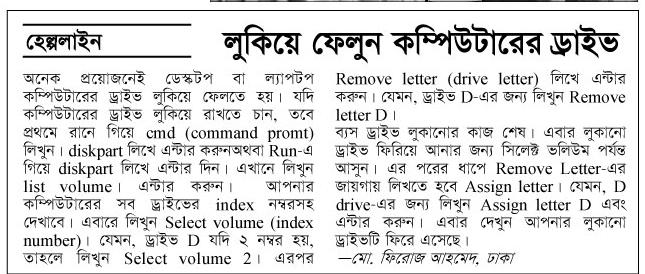 হেল্পলাইন
লুকিয়ে ফেলুন কম্পিউটারের ড্রাইভ
অনেক প্রয়োজনেই ডেস্কটপ বা ল্যাপটপ
কম্পিউটারের ড্রাইভ লুকিয়ে ফেলতে হয়। যদি
কম্পিউটারের ড্রাইভ লুকিয়ে রাখতে চান, তবে
প্রথমে রানে গিয়ে cmd (command promt)
লিখুন। diskpart লিখে এন্টার করুনঅথবা Run-এ
গিয়ে diskpart লিখে এন্টার দিন। এখানে লিখুন
list volume। এন্টার করুন। আপনার
কম্পিউটারের সব ড্রাইভের index নম্বরসহ
দেখাবে। এবারে লিখুন Select volume (index
number)। যেমন, ড্রাইভ D যদি ২ নম্বর হয়,
তাহলে লিখুন Select volume 2। এরপর
Remove letter (drive letter) লিখে এন্টার
করুন। যেমন, ড্রাইভ D-এর জন্য লিখুন Remove
letter D।
ব্যস ড্রাইভ লুকানোর কাজ শেষ। এবার লুকানো
ড্রাইভ ফিরিয়ে আনার জন্য সিলেক্ট ভলিউম পর্যন্ত
আসুন। এর পরের ধাপে Remove Letter-এর
জায়গায় লিখতে হবে Assign letter। যেমন, D
drive-এর জন্য লিখুন Assign letter D এবং
এন্টার করুন। এবার দেখুন আপনার লুকানো
ড্রাইভটি ফিরে এসেছে।
—মো. ফিরোজ আহমেদ, ঢাকা